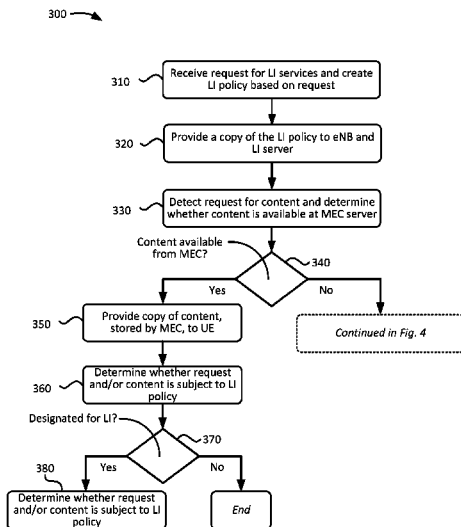 300
310
Receive request for LI services and create
LI policy based on request
320
Provide a copy of the LI policy to eNB and
LI server
330
Detect request for content and determine
whether content is available at MEC server
Content available
from MEC?
340
Yes
No
350
Provide copy of content,
stored by MEC, to UE
Continued in Fig. 4
360
Determine whether request
and/or content is subject to LI
policy
Designated for LI?
370
Yes
No
380
Determine whether request
and/or content is subject to LI
policy
End